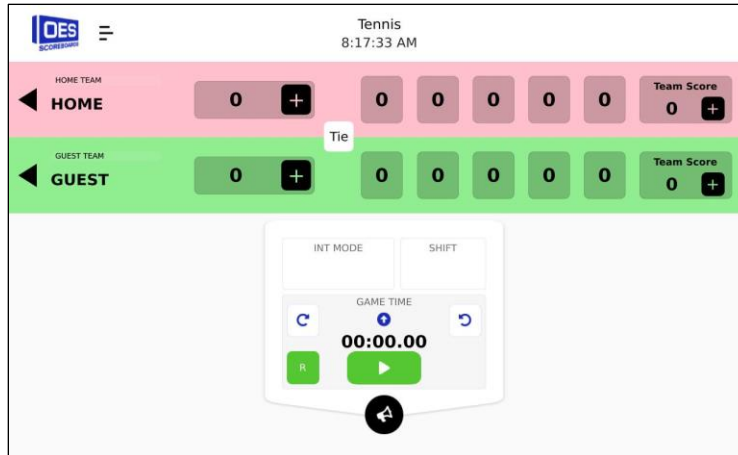 OES
SCOREBOARDS
Tennis
8:17:33 AM
HOME TEAM
HOME
0 + 0 0 0 0 0
Team Score
0 +
Tie
GUEST TEAM
GUEST
0 + 0 0 0 0 0
Team Score
0 +
INT MODE SHIFT
GAME TIME
00:00.00
R